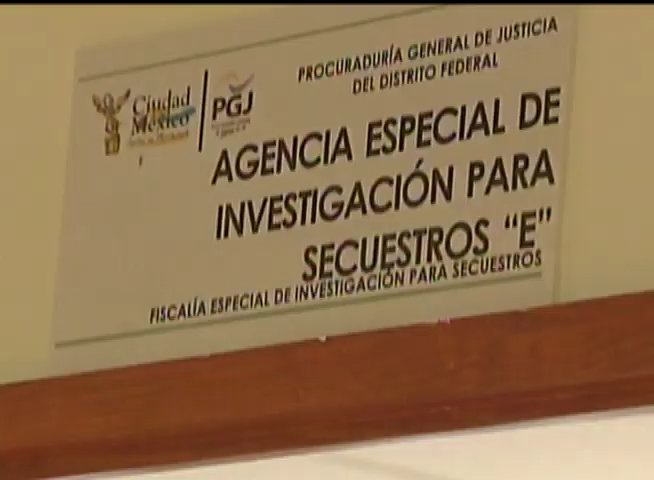 PROCURADURÍA GENERAL DE JUSTICIA
DEL DISTRITO FEDERAL
Ciudad
México
PGJ
AGENCIA ESPECIAL DE
INVESTIGACIÓN PARA
SECUESTROS "E"
FISCALÍA ESPECIAL DE INVESTIGACIÓN PARA SECUESTROS